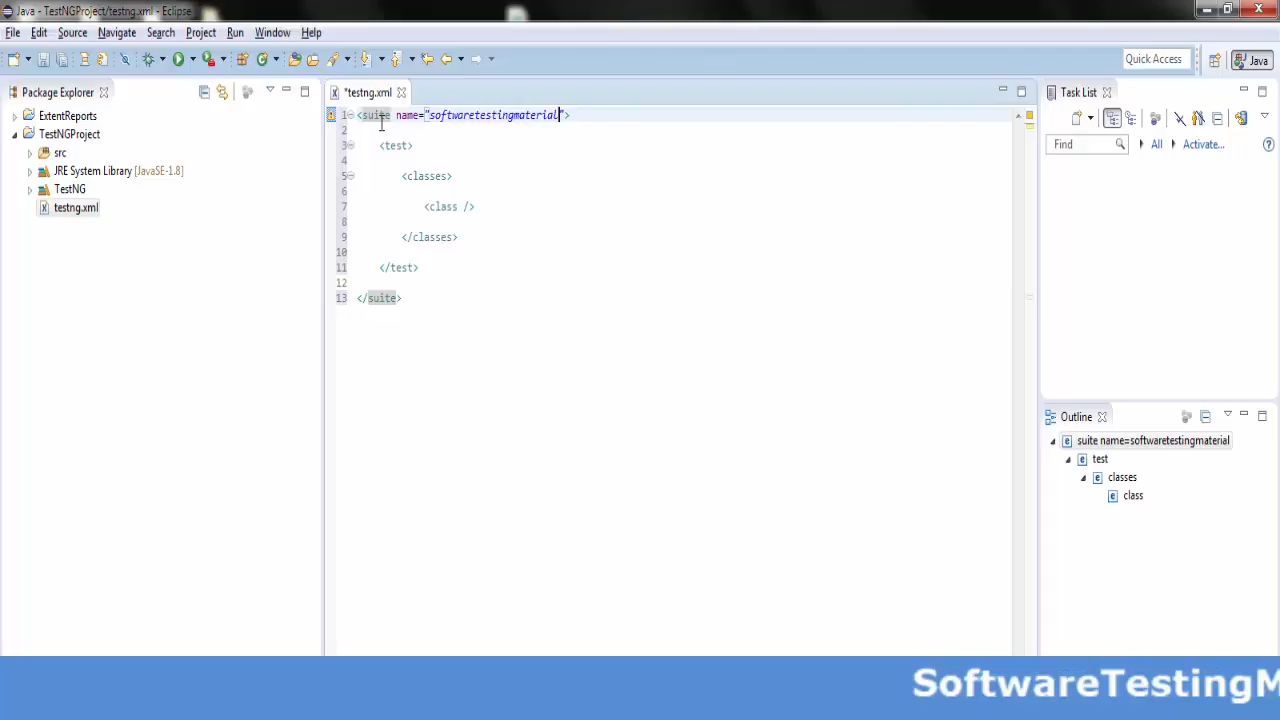 Java - TestNGProject/testng.xml - Eclipse
File Edit Source Navigate Search Project Run Window Help
Quick Access Java
Package Explorer
ExtentReports
TestNGProject
src
JRE System Library [JavaSE-1.8]
TestNG
testng.xml
*testng.xml
1 <suite name="softwaretestingmaterial">
2
3 <test>
4
5 <classes>
6
7 <class />
8
9 </classes>
10
11 </test>
12
13 </suite>
Task List
Find All Activate...
Outline
suite name=softwaretestingmaterial
test
classes
class
SoftwareTestingM